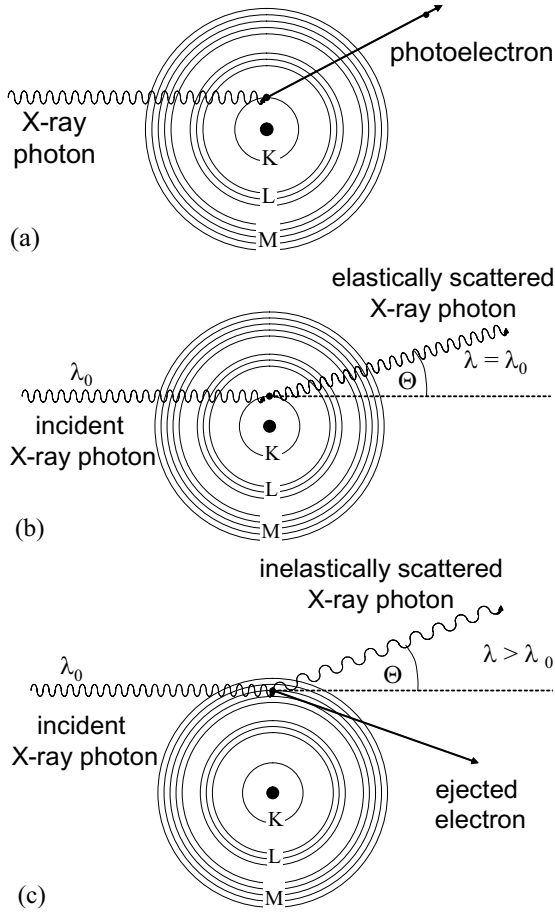 photoelectron
X-ray
photon
K
L
M
(a)
elastically scattered
X-ray photon
λ0
λ = λ0
Θ
incident
X-ray photon
K
L
M
(b)
inelastically scattered
X-ray photon
λ0
λ > λ 0
Θ
incident
X-ray photon
ejected
electron
K
L
M
(c)